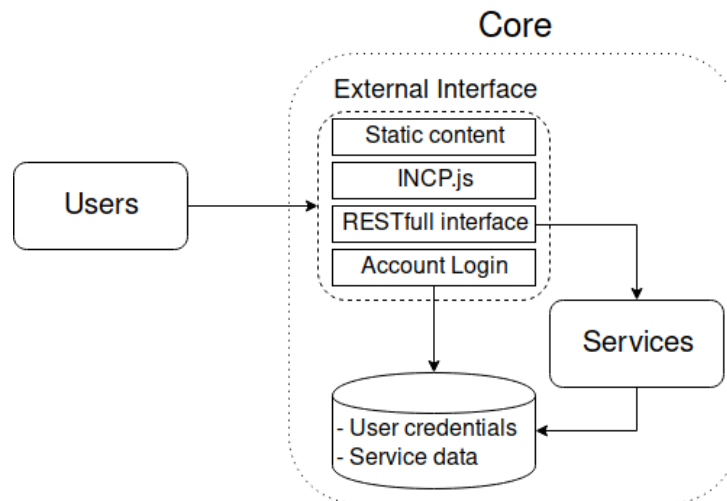 Core
External Interface
Static content
INCP.js
Users
RESTfull interface
Account Login
Services
- User credentials
- Service data